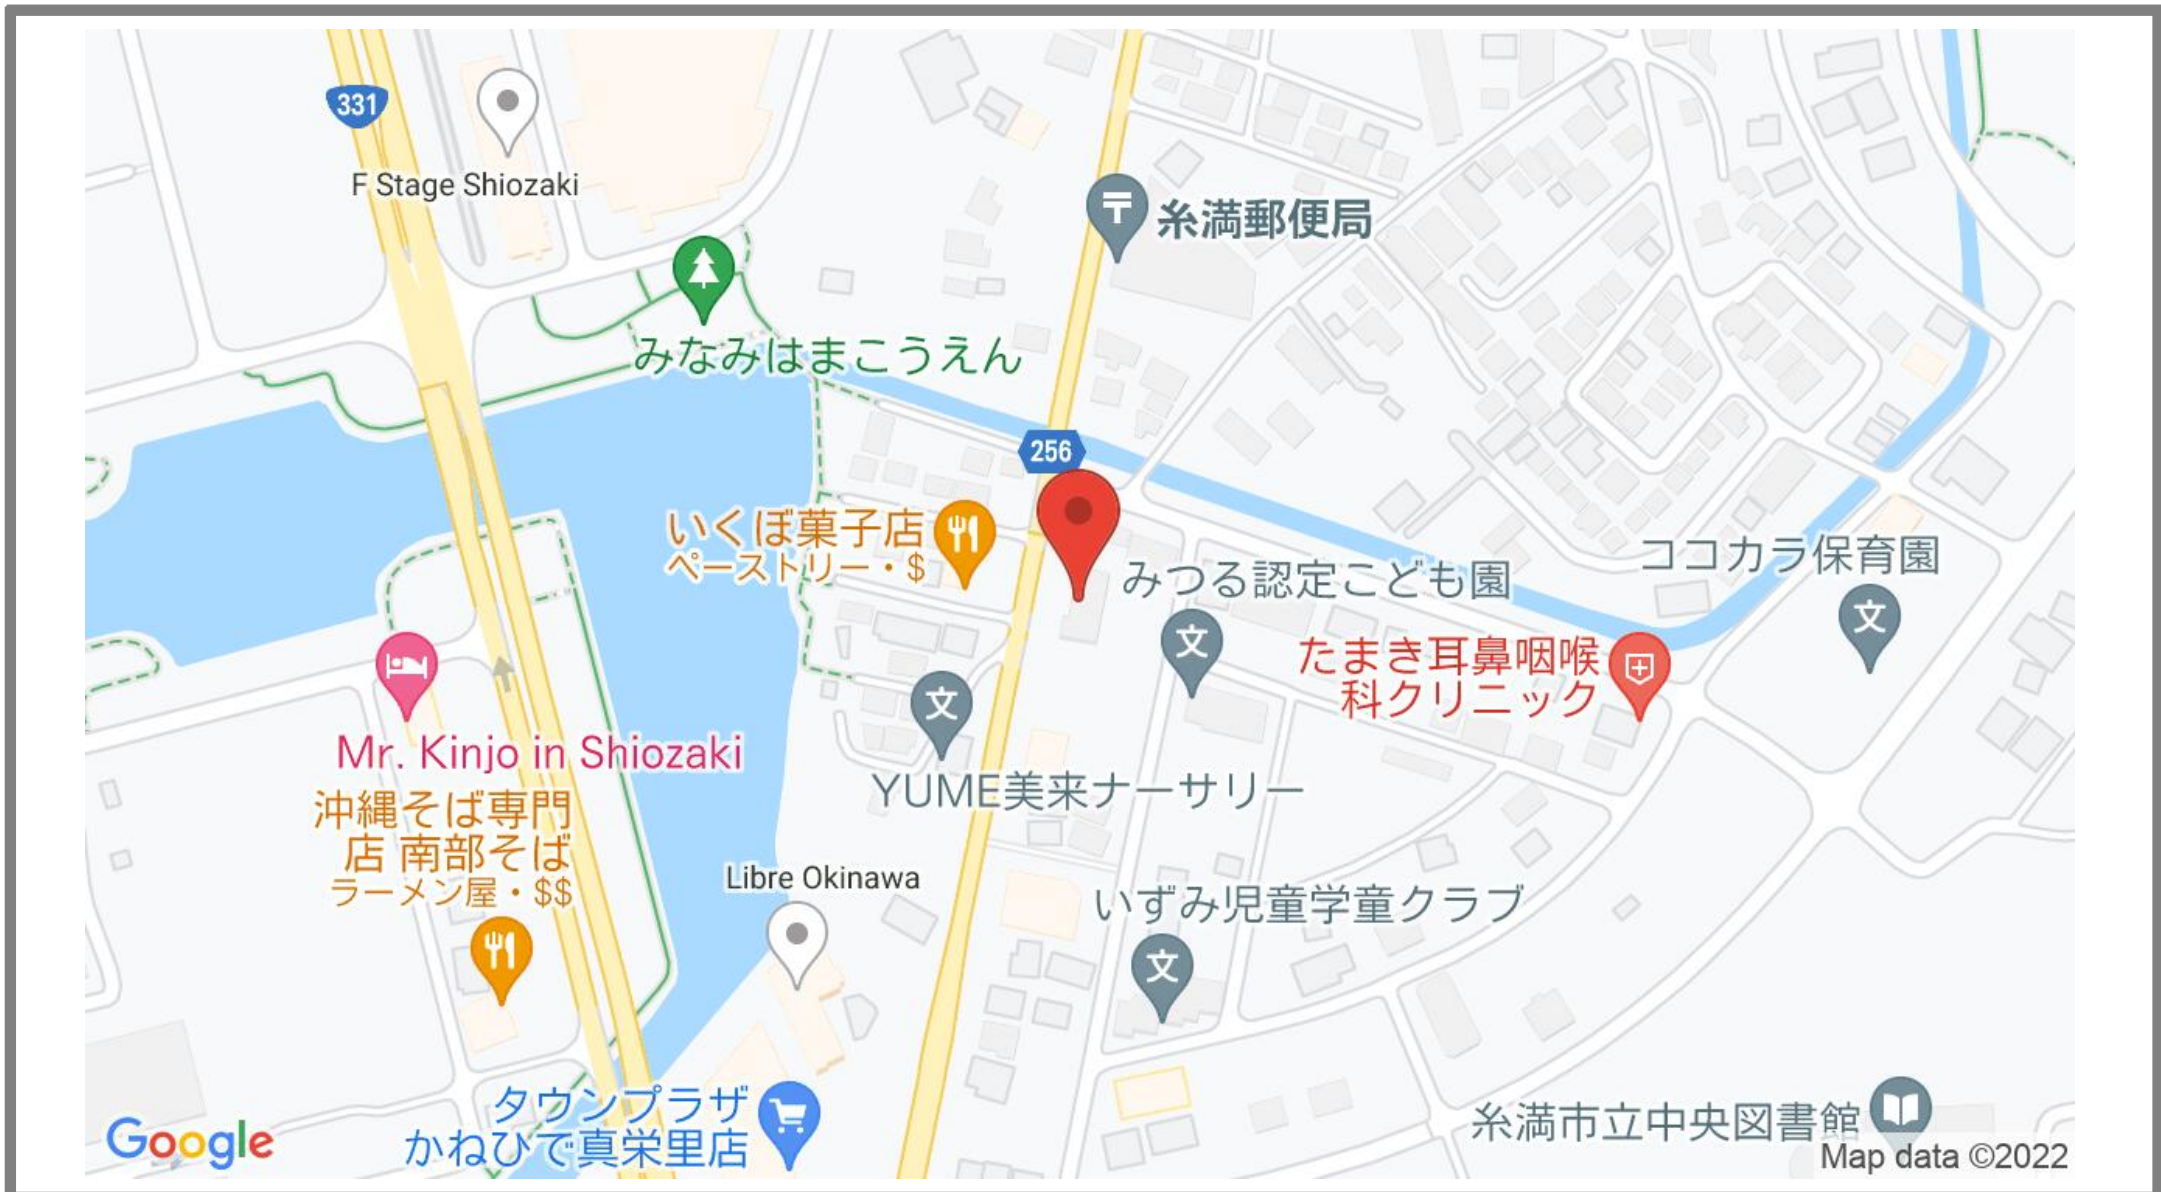 331
F Stage Shiozaki
糸満郵便局
みなみはまこうえん
256
いくぼ菓子店
ペーストリー・$
みつる認定こども園
ココカラ保育園
文
文
たまき耳鼻咽喉
科クリニック
文
Mr. Kinjo in Shiozaki
YUME美来ナーサリー
沖縄そば専門
店 南部そば
ラーメン屋・$$
Libre Okinawa
いずみ児童学童クラブ
文
タウンプラザ
かねひで真栄里店
糸満市立中央図書館
Google
Map data ©2022